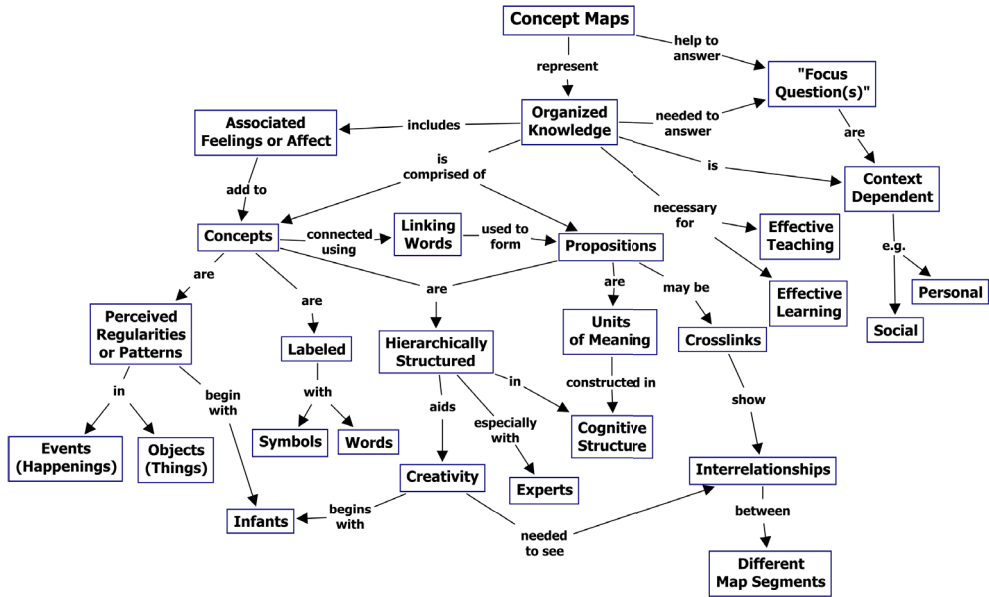 Concept Maps
help to
answer
represent
"Focus
Question(s)"
Organized
Knowledge
needed to
answer
includes
Associated
Feelings or Affect
are
is
comprised of
is
Context
Dependent
add to
necessary
for
Concepts
connected
using
Linking
Words
used to
form
Propositions
Effective
Teaching
e.g.
are
are
may be
Personal
Effective
Learning
Perceived
Regularities
or Patterns
are
are
Labeled
Hierarchically
Structured
Units
of Meaning
Crosslinks
Social
in
begin
with
with
aids
in
constructed in
especially
with
show
Events
(Happenings)
Objects
(Things)
Symbols
Words
Cognitive
Structure
Creativity
Experts
Interrelationships
Infants
begins
with
needed
to see
between
Different
Map Segments